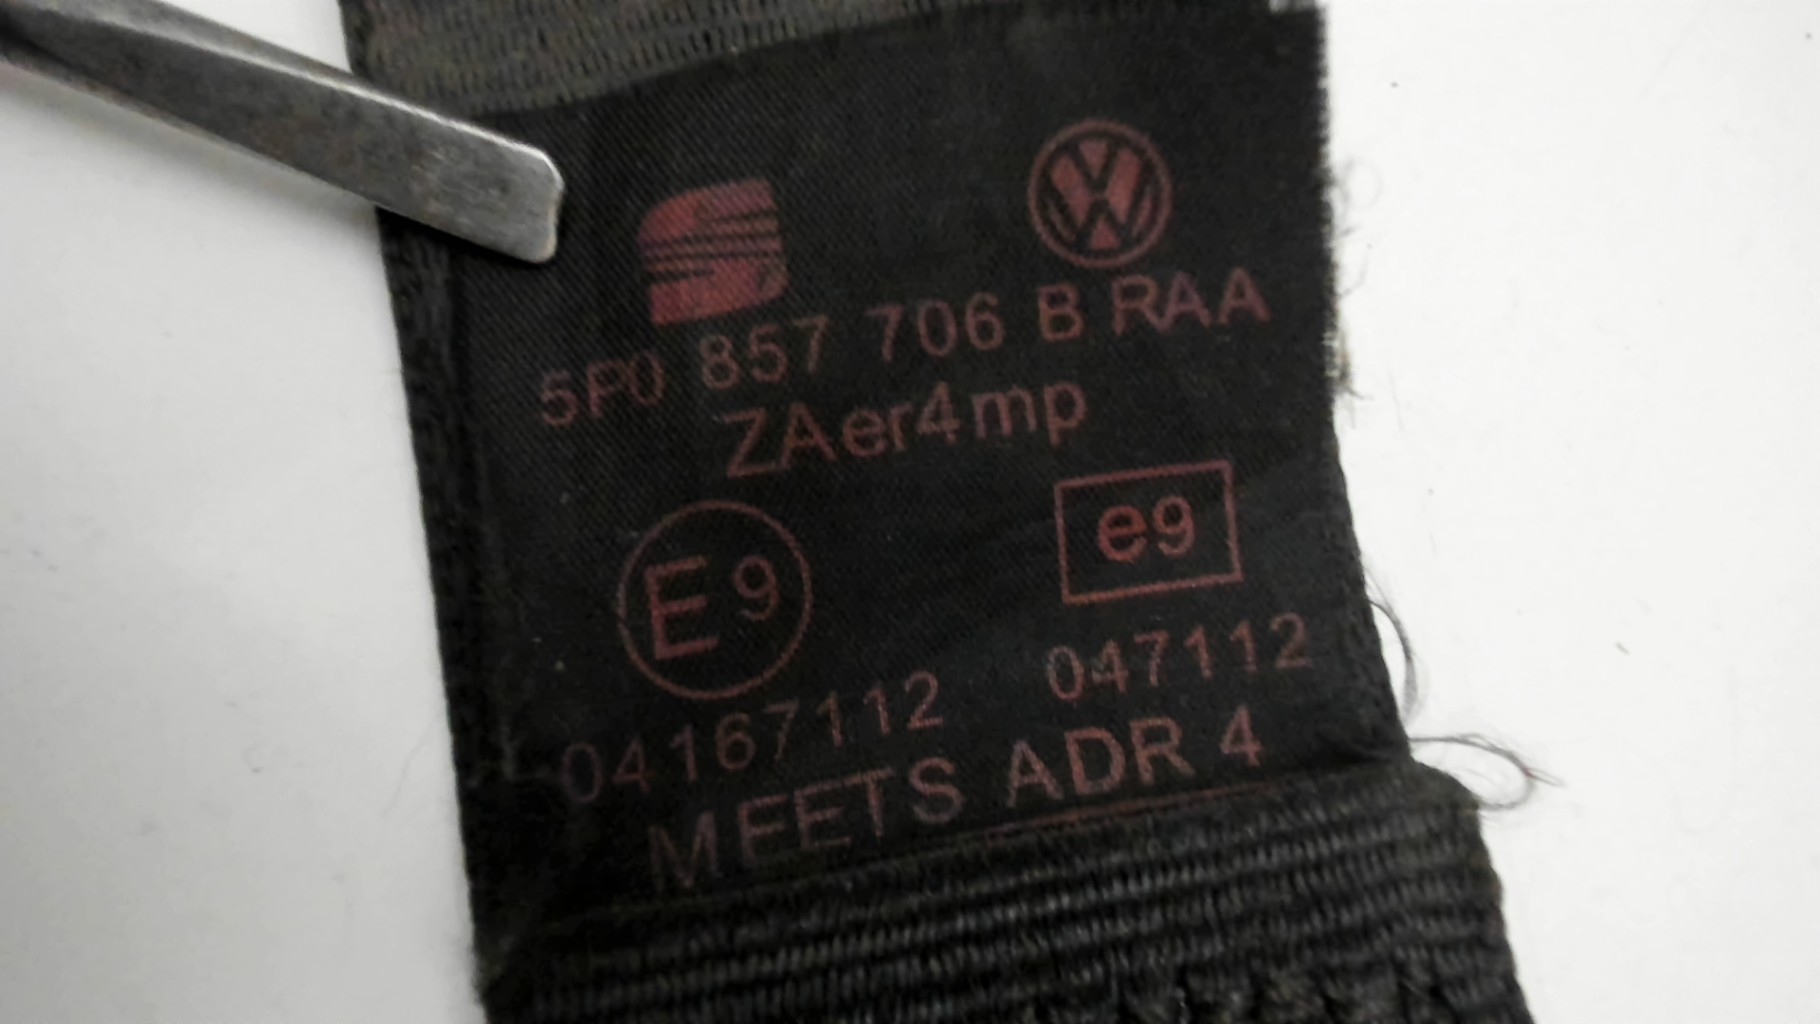 5P0 857 706 B RAA
ZAer4mp
E9 e9
04167112 047112
MEETS ADR 4